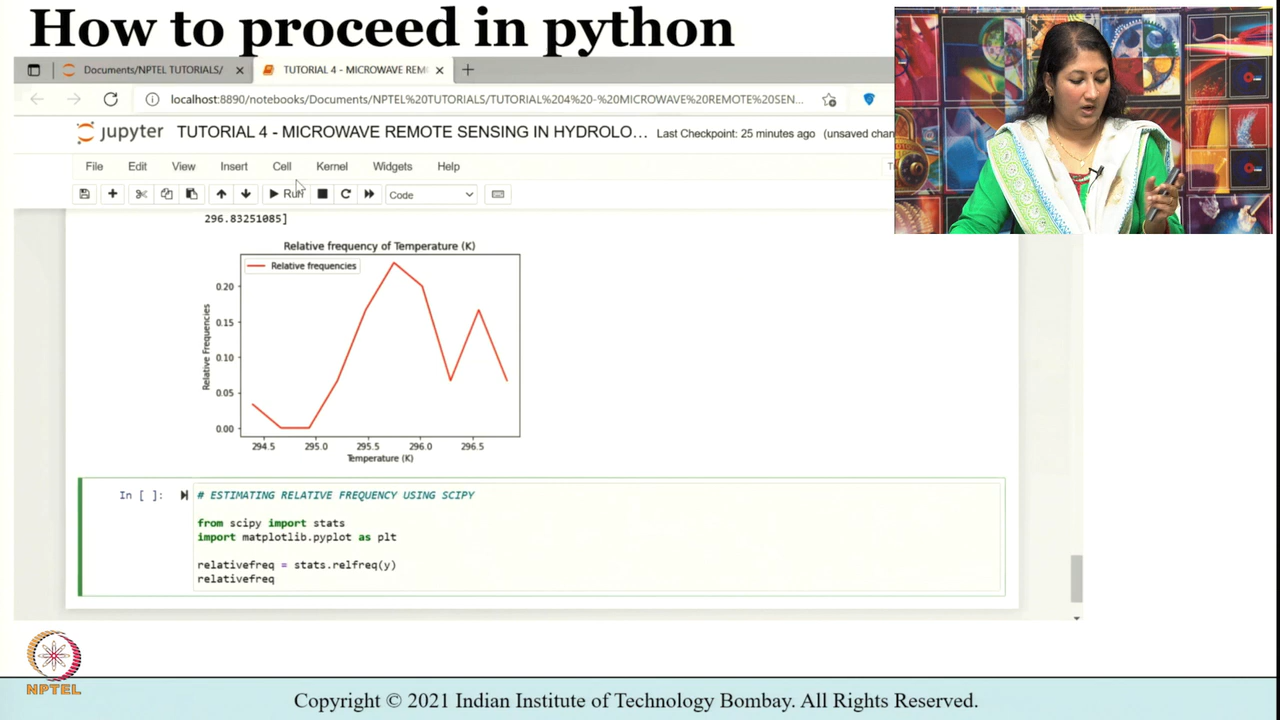 How to proceed in python
Documents/NPTEL TUTORIALS/
TUTORIAL 4 - MICROWAVE REM
localhost:8890/notebooks/Documents/NPTEL%20TUTORIALS/TUTORIAL%204%20-%20MICROWAVE%20REMOTE%20SEN...
jupyter TUTORIAL 4 - MICROWAVE REMOTE SENSING IN HYDROLO... Last Checkpoint: 25 minutes ago (unsaved chan
File Edit View Insert Cell Kernel Widgets Help
Run Code
296.83251085]
Relative frequency of Temperature (K)
Relative frequencies
0.20
0.15
0.10
0.05
0.00
Relative Frequencies
294.5 295.0 295.5 296.0 296.5
Temperature (K)
In [ ]: # ESTIMATING RELATIVE FREQUENCY USING SCIPY
from scipy import stats
import matplotlib.pyplot as plt
relativefreq = stats.relfreq(y)
relativefreq
NPTEL
Copyright © 2021 Indian Institute of Technology Bombay. All Rights Reserved.